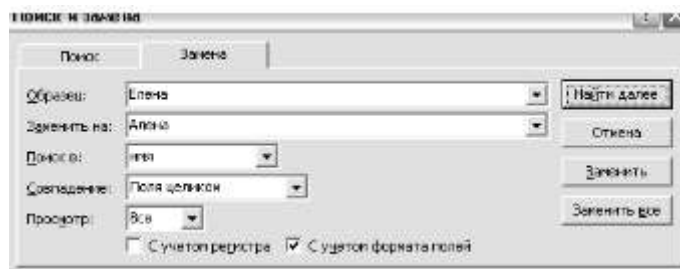 Поиск и замена
Поиск Замена
Образец: Елена Найти далее
Заменить на: Алена Отмена
Поиск в: имя Заменить
Совпадение: Поля целиком
Просмотр: Все Заменить все
С учетом регистра С учетом формата полей